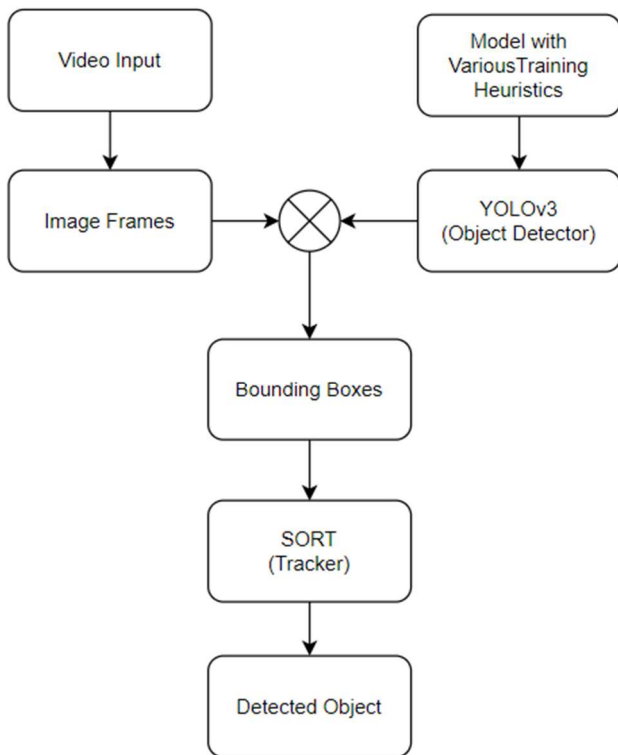 Video Input
Model with
VariousTraining
Heuristics
Image Frames
YOLOv3
(Object Detector)
Bounding Boxes
SORT
(Tracker)
Detected Object